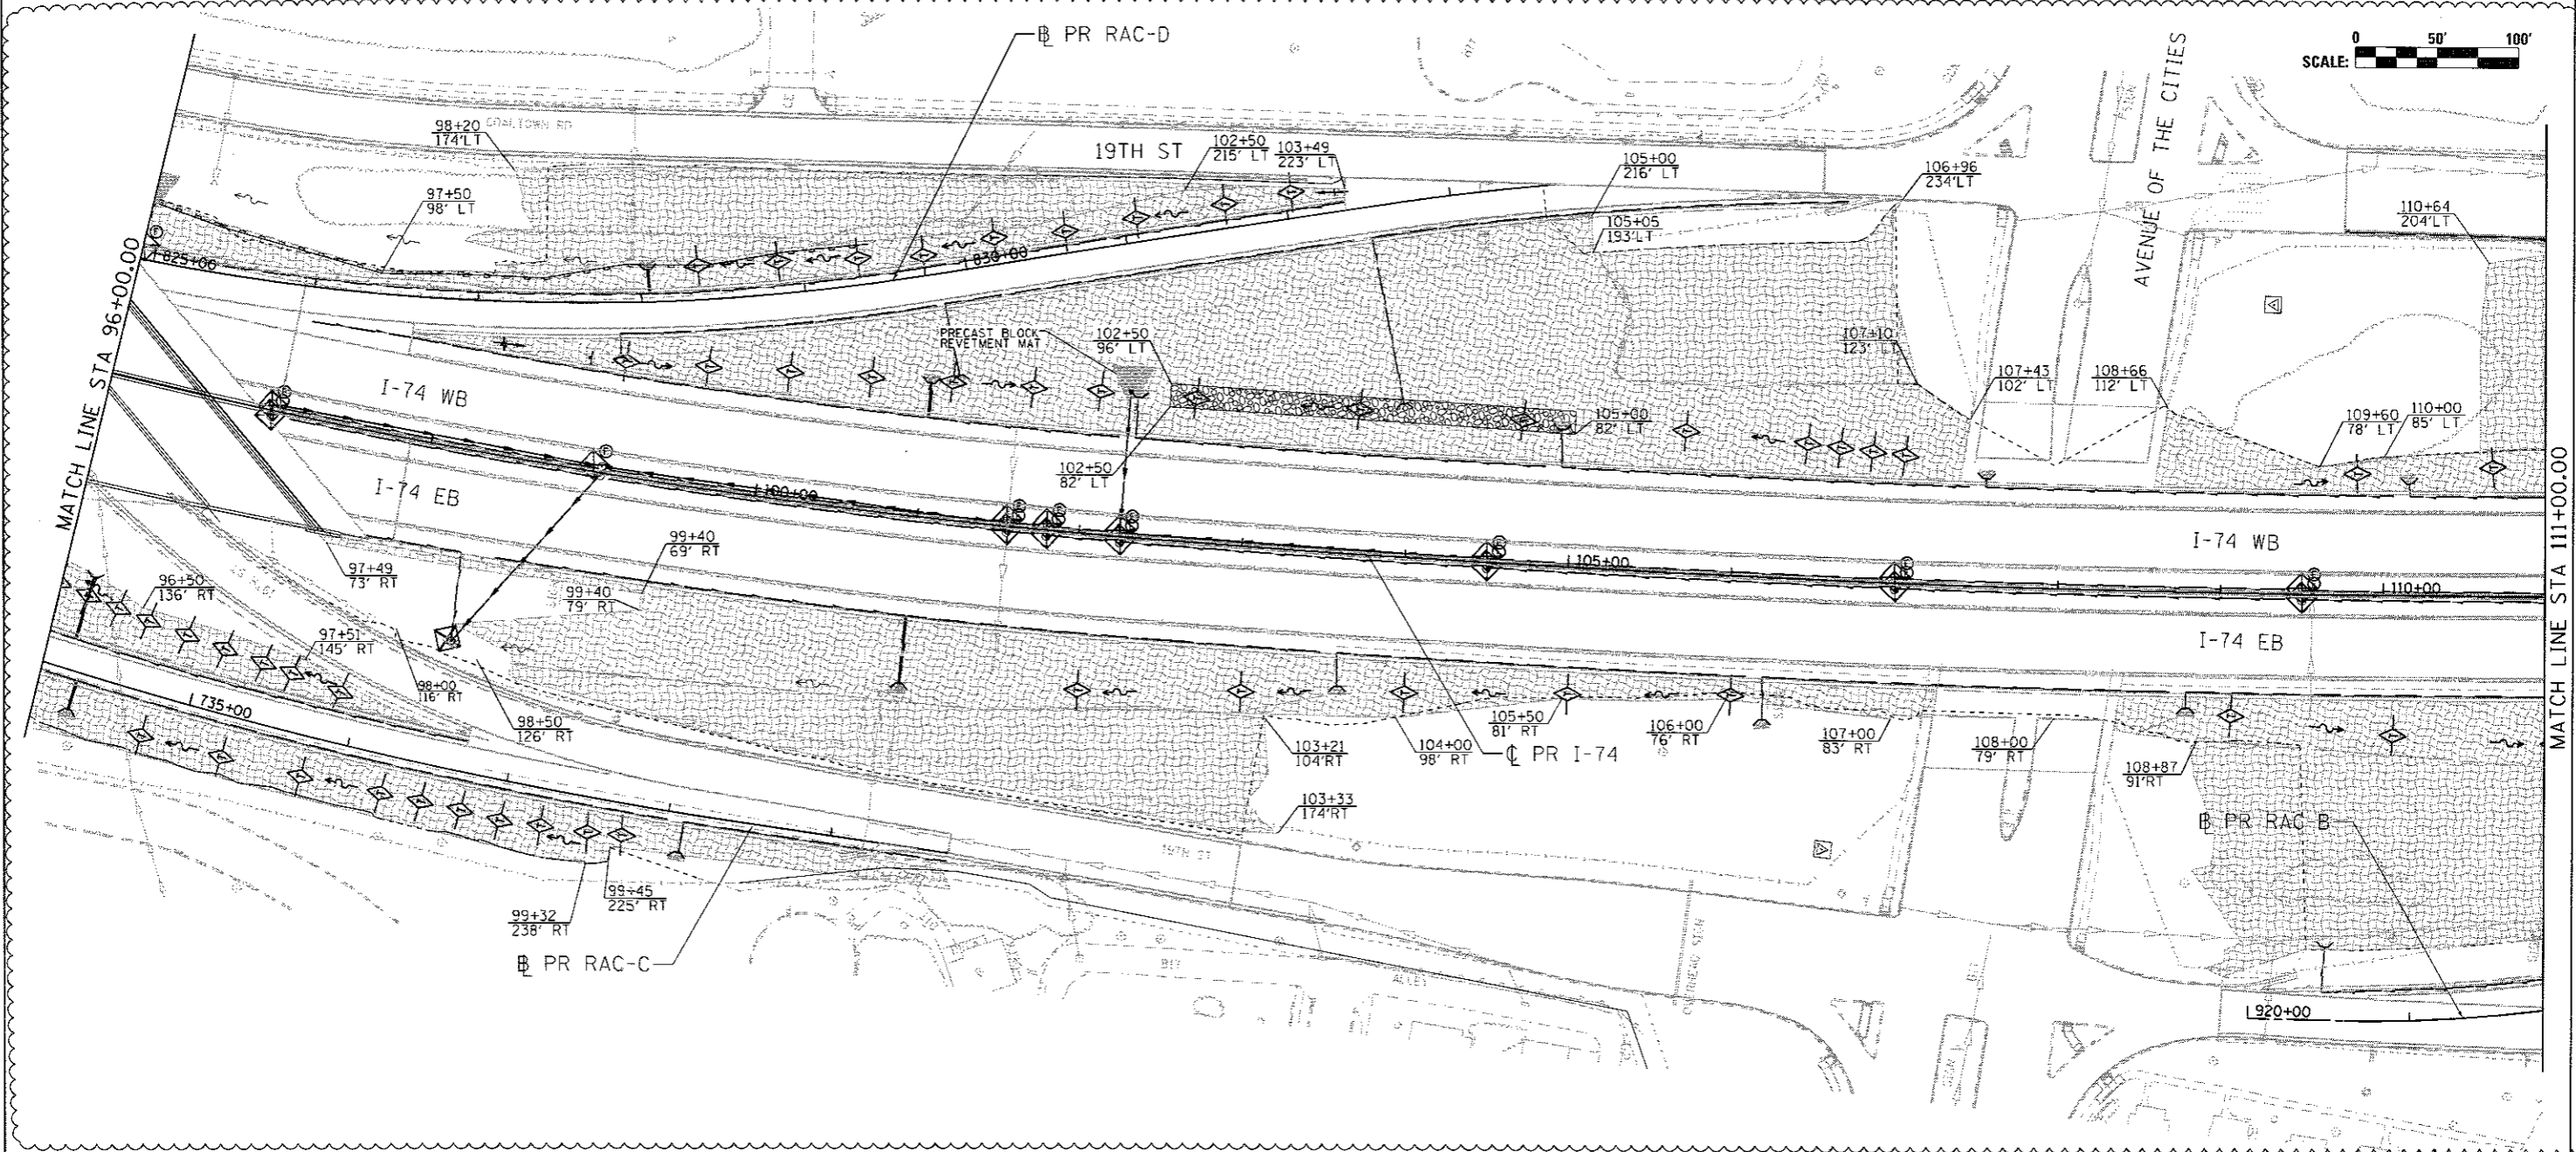 ℄ PR RAC-D
SCALE:
0 50' 100'
AVENUE OF THE CITIES
COALTOWN RD
19TH ST
98+20
174' LT
97+50
98' LT
102+50
215' LT
103+49
223' LT
105+00
216' LT
105+05
193' LT
106+96
234' LT
110+64
204' LT
MATCH LINE STA 96+00.00
825+00
830+00
PRECAST BLOCK
REVETMENT MAT
102+50
96' LT
107+10
123' LT
107+43
102' LT
108+66
112' LT
109+60
78' LT
110+00
85' LT
I-74 WB
105+00
82' LT
102+50
82' LT
I-74 EB
100+00
105+00
110+00
I-74 WB
I-74 EB
MATCH LINE STA 111+00.00
99+40
69' RT
99+40
79' RT
97+49
73' RT
96+50
136' RT
97+51
145' RT
98+00
116' RT
98+50
126' RT
735+00
103+21
104' RT
104+00
98' RT
105+50
81' RT
106+00
76' RT
107+00
83' RT
108+00
79' RT
108+87
91' RT
℄ PR I-74
103+33
174' RT
19TH ST
99+45
225' RT
99+32
238' RT
℄ PR RAC-C
℄ PR RAC-B
920+00
BIT
ALLEY
OVERHEAD SIGN